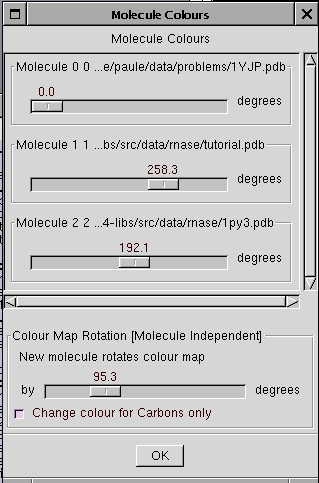 Molecule Colours
Molecule Colours
Molecule 0 0 ...e/paule/data/problems/1YJP.pdb
0.0
degrees
Molecule 1 1 ...bs/src/data/rnase/tutorial.pdb
258.3
degrees
Molecule 2 2 ...4-libs/src/data/rnase/1py3.pdb
192.1
degrees
Colour Map Rotation [Molecule Independent]
New molecule rotates colour map
95.3
by degrees
Change colour for Carbons only
OK